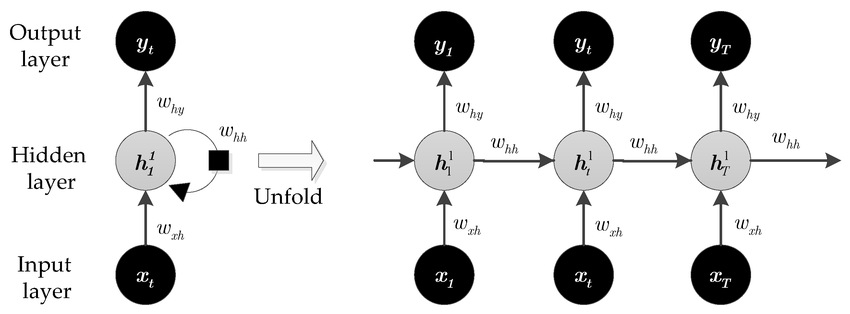 Output
layer
y_t
y_1
y_t
y_T
w_hy
w_hy
w_hy
w_hy
Hidden
layer
h_1^1
w_hh
Unfold
h_1^1
w_hh
h_t^1
w_hh
h_T^1
w_hh
w_xh
w_xh
w_xh
w_xh
Input
layer
x_t
x_1
x_t
x_T